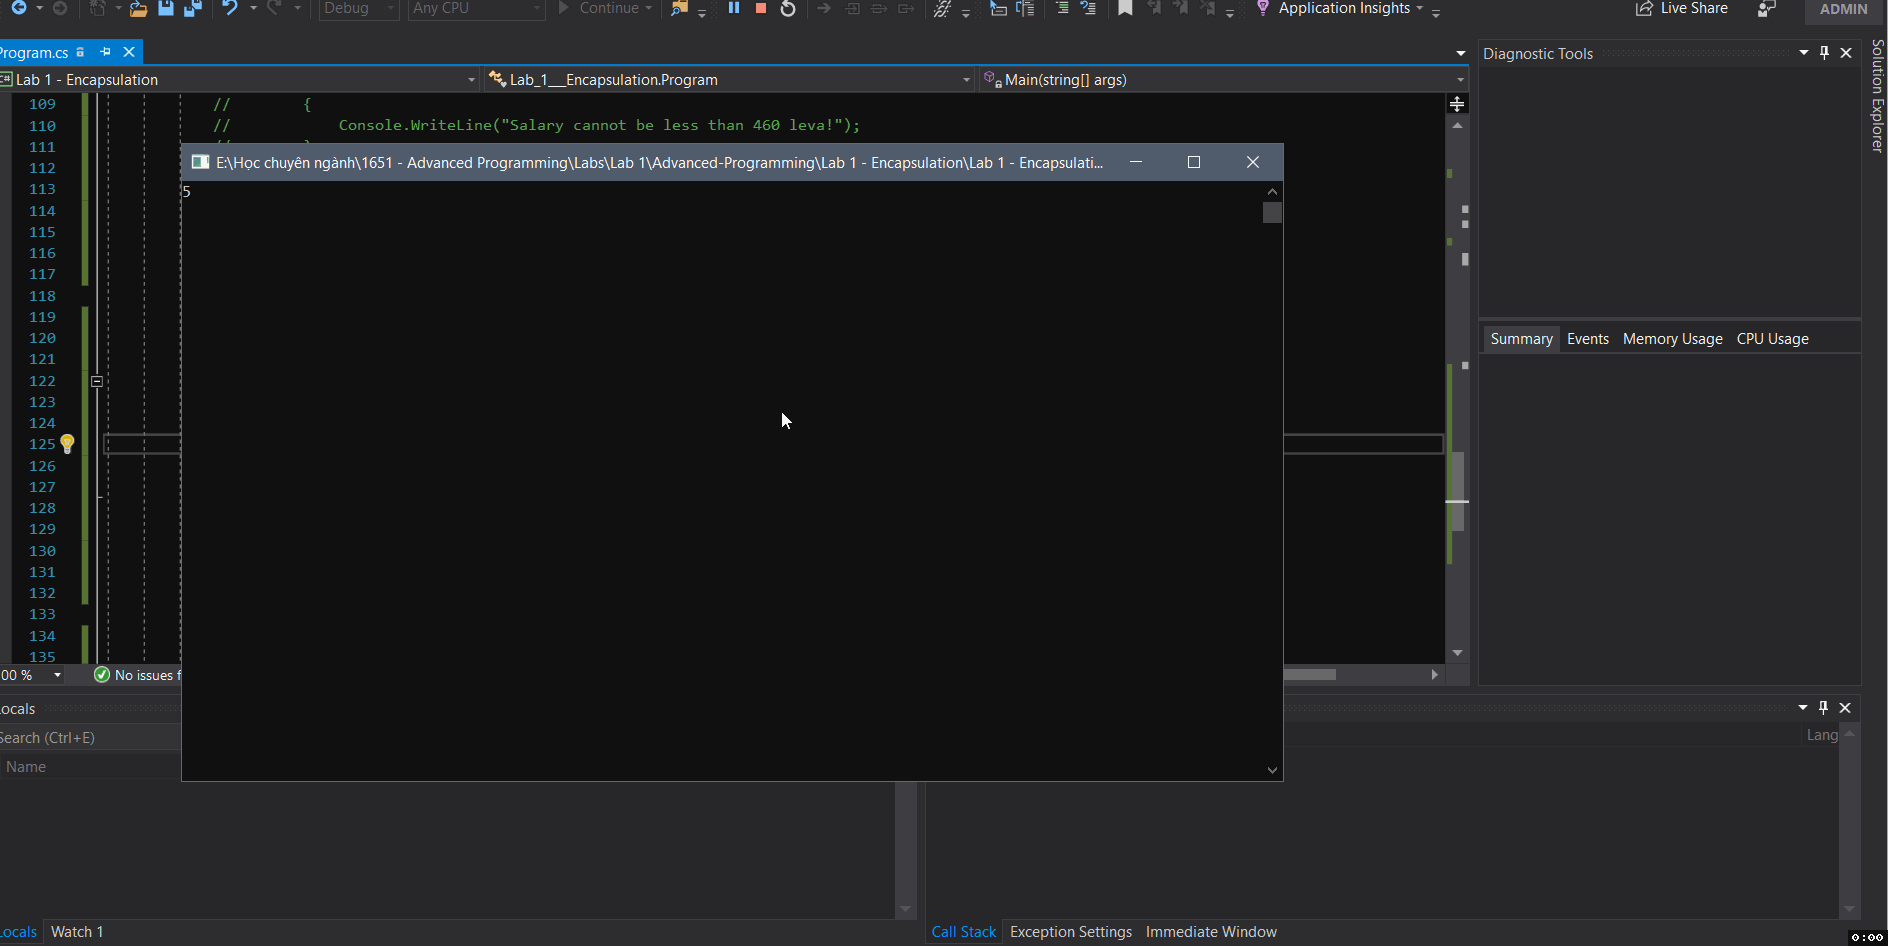 Debug Any CPU Continue Application Insights Live Share ADMIN
Program.cs
Diagnostic Tools
Solution Explorer
C# Lab 1 - Encapsulation Lab_1___Encapsulation.Program Main(string[] args)
109 // {
110 // Console.WriteLine("Salary cannot be less than 460 leva!");
111
E:\Học chuyên ngành\1651 - Advanced Programming\Labs\Lab 1\Advanced-Programming\Lab 1 - Encapsulation\Lab 1 - Encapsulati...
5
112
113
114
115
116
117
118
119
120
121
122
123
124
125
126
127
128
129
130
131
132
133
134
135
Summary Events Memory Usage CPU Usage
00 % No issues f
ocals
Search (Ctrl+E)
Lang
Name
ocals Watch 1
Call Stack Exception Settings Immediate Window
0:00